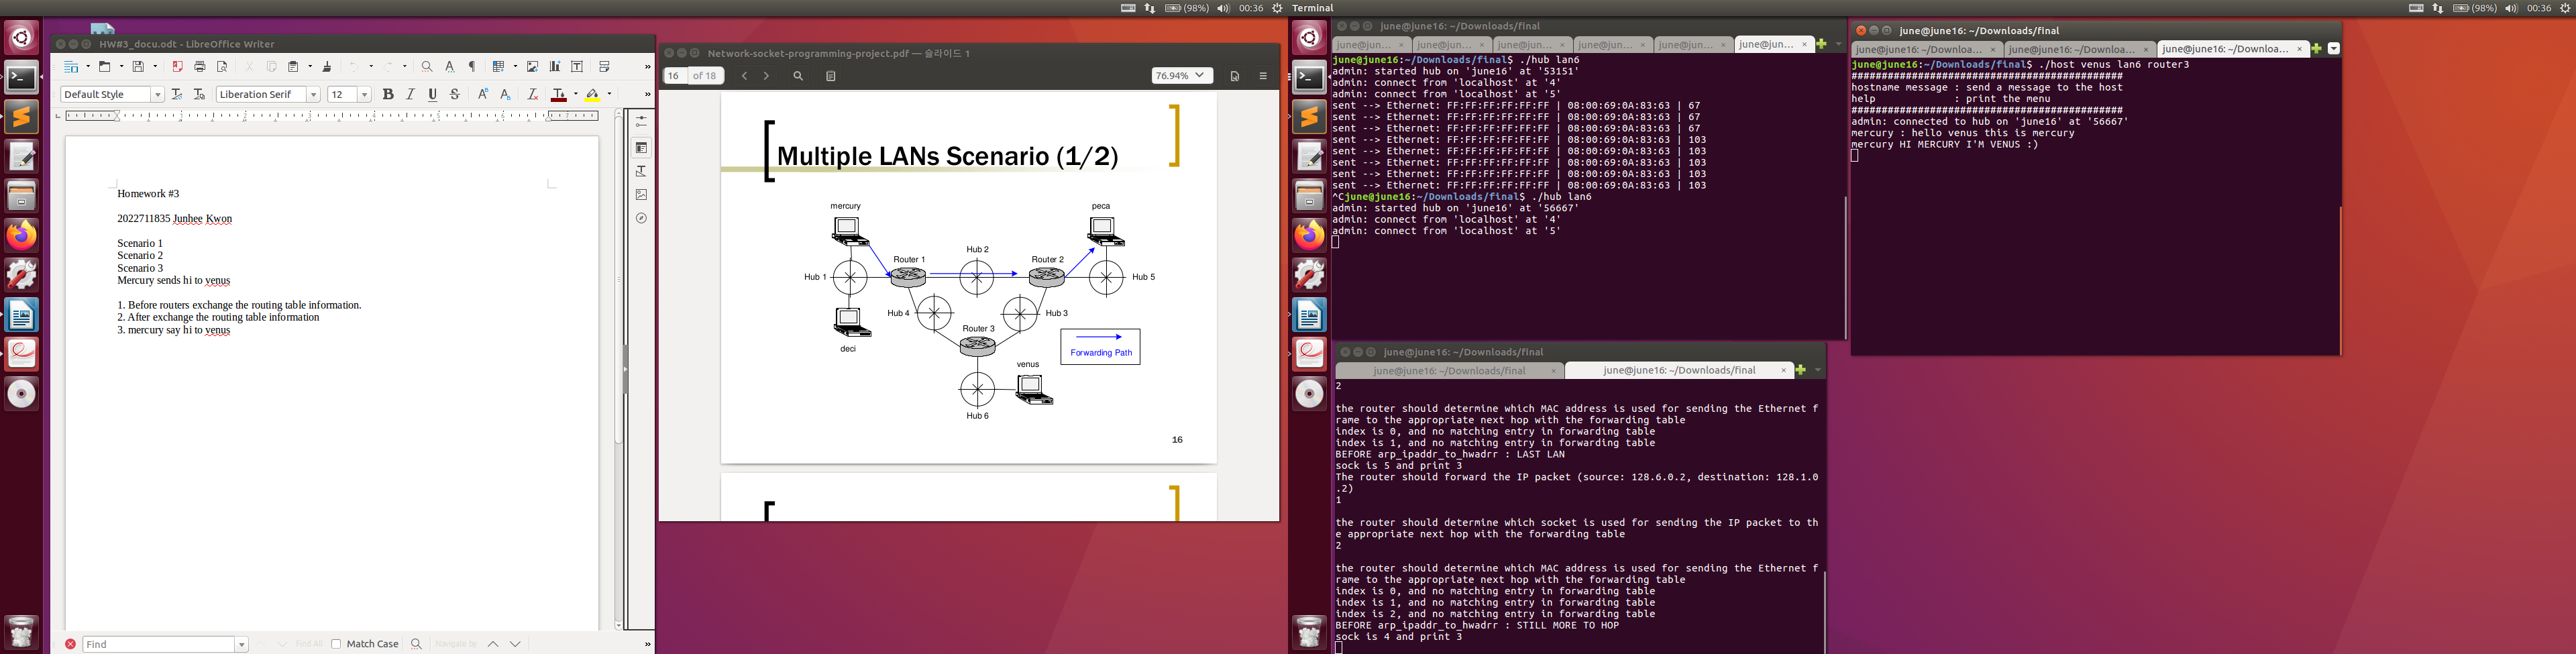 (98%) 00:36
Terminal
(98%) 00:36
HW#3_docu.odt - LibreOffice Writer
Default Style
Liberation Serif
12
Homework #3
2022711835 Junhee Kwon
Scenario 1
Scenario 2
Scenario 3
Mercury sends hi to venus
1. Before routers exchange the routing table information.
2. After exchange the routing table information
3. mercury say hi to venus
Find
Find All
Match Case
Navigate by
Network-socket-programming-project.pdf — 슬라이드 1
16 of 18
76.94%
Multiple LANs Scenario (1/2)
mercury
peca
Hub 2
Router 1
Router 2
Hub 1
Hub 5
Hub 4
Hub 3
Router 3
deci
Forwarding Path
venus
Hub 6
16
june@june16: ~/Downloads/final
june@jun...
june@jun...
june@jun...
june@jun...
june@jun...
june@jun...
june@june16:~/Downloads/final$ ./hub lan6
admin: started hub on 'june16' at '53151'
admin: connect from 'localhost' at '4'
admin: connect from 'localhost' at '5'
sent --> Ethernet: FF:FF:FF:FF:FF:FF | 08:00:69:0A:83:63 | 67
sent --> Ethernet: FF:FF:FF:FF:FF:FF | 08:00:69:0A:83:63 | 67
sent --> Ethernet: FF:FF:FF:FF:FF:FF | 08:00:69:0A:83:63 | 67
sent --> Ethernet: FF:FF:FF:FF:FF:FF | 08:00:69:0A:83:63 | 103
sent --> Ethernet: FF:FF:FF:FF:FF:FF | 08:00:69:0A:83:63 | 103
sent --> Ethernet: FF:FF:FF:FF:FF:FF | 08:00:69:0A:83:63 | 103
sent --> Ethernet: FF:FF:FF:FF:FF:FF | 08:00:69:0A:83:63 | 103
sent --> Ethernet: FF:FF:FF:FF:FF:FF | 08:00:69:0A:83:63 | 103
^Cjune@june16:~/Downloads/final$ ./hub lan6
admin: started hub on 'june16' at '56667'
admin: connect from 'localhost' at '4'
admin: connect from 'localhost' at '5'
june@june16: ~/Downloads/final
june@june16: ~/Downloa...
june@june16: ~/Downloa...
june@june16: ~/Downloa...
june@june16:~/Downloads/final$ ./host venus lan6 router3
#############################################
hostname message : send a message to the host
help : print the menu
#############################################
admin: connected to hub on 'june16' at '56667'
mercury : hello venus this is mercury
mercury HI MERCURY I'M VENUS :)
june@june16: ~/Downloads/final
june@june16: ~/Downloads/final
june@june16: ~/Downloads/final
2
the router should determine which MAC address is used for sending the Ethernet f
rame to the appropriate next hop with the forwarding table
index is 0, and no matching entry in forwarding table
index is 1, and no matching entry in forwarding table
BEFORE arp_ipaddr_to_hwadrr : LAST LAN
sock is 5 and print 3
The router should forward the IP packet (source: 128.6.0.2, destination: 128.1.0
.2)
1
the router should determine which socket is used for sending the IP packet to th
e appropriate next hop with the forwarding table
2
the router should determine which MAC address is used for sending the Ethernet f
rame to the appropriate next hop with the forwarding table
index is 0, and no matching entry in forwarding table
index is 1, and no matching entry in forwarding table
index is 2, and no matching entry in forwarding table
BEFORE arp_ipaddr_to_hwadrr : STILL MORE TO HOP
sock is 4 and print 3